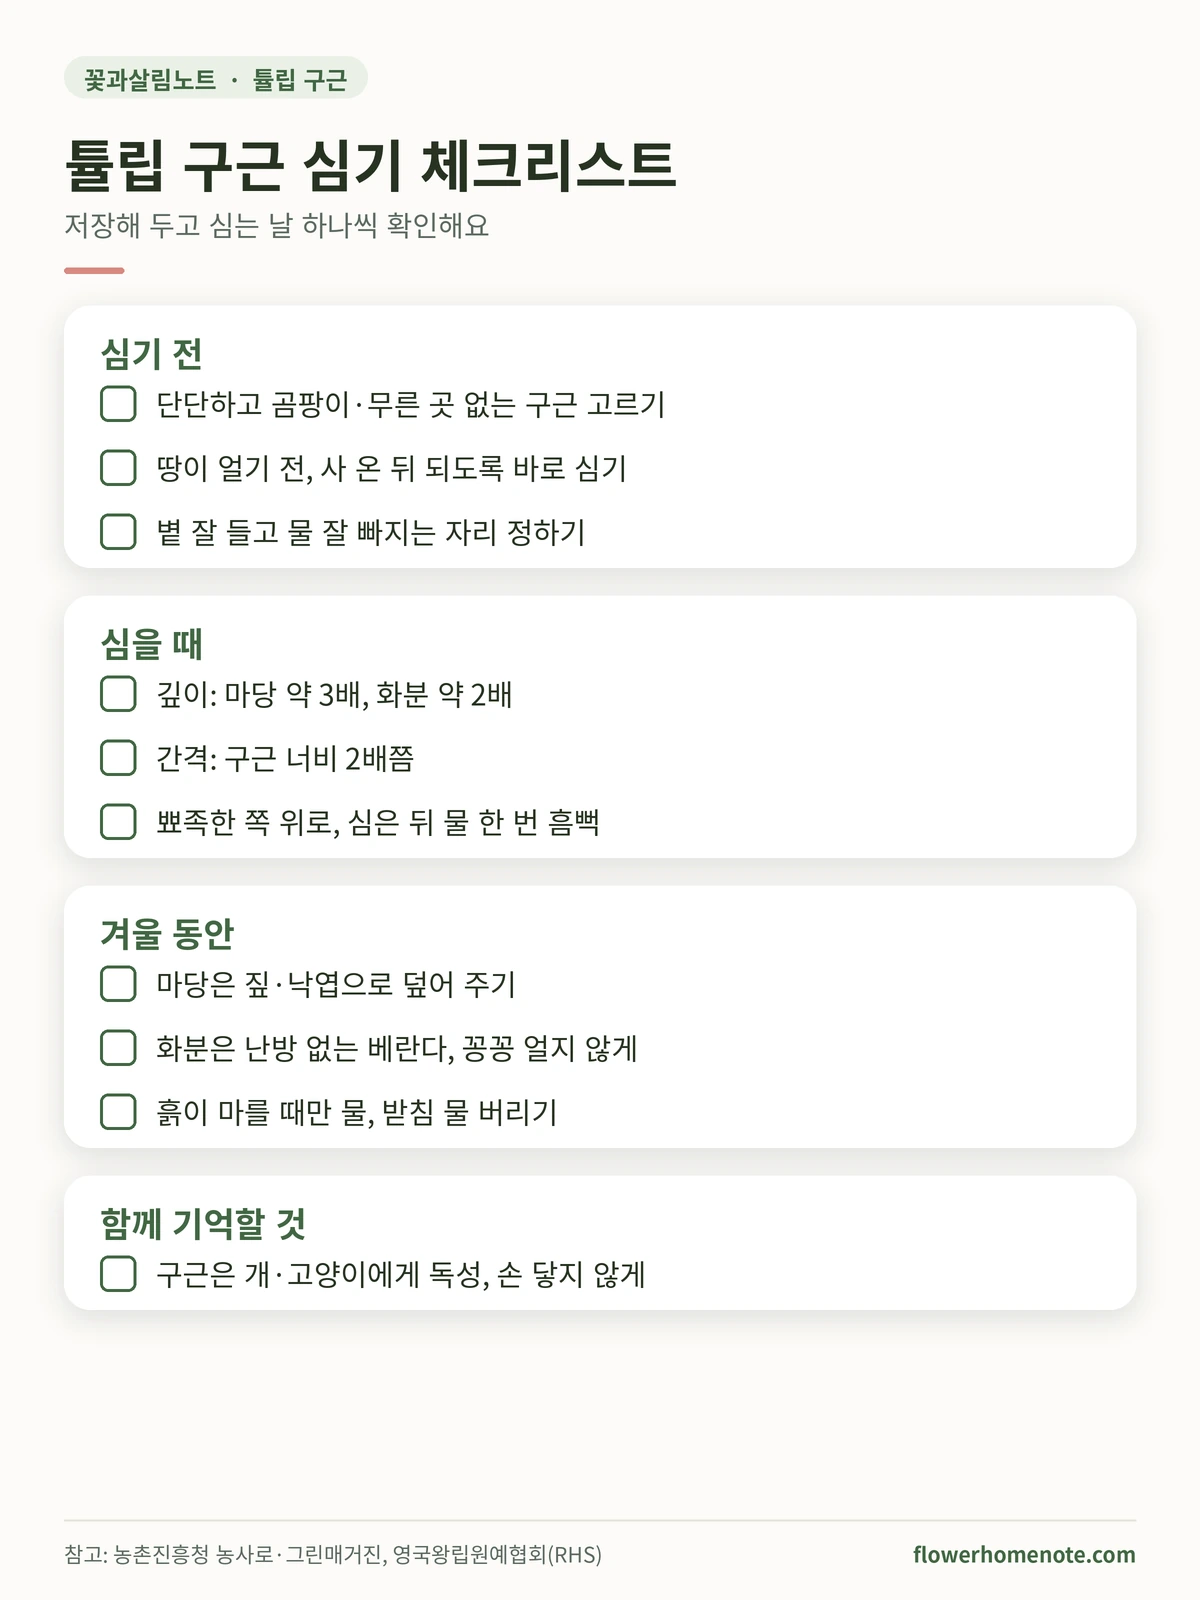 꽃과살림노트 · 튤립 구근
튤립 구근 심기 체크리스트
저장해 두고 심는 날 하나씩 확인해요
심기 전
단단하고 곰팡이·무른 곳 없는 구근 고르기
땅이 얼기 전, 사 온 뒤 되도록 바로 심기
볕 잘 들고 물 잘 빠지는 자리 정하기
심을 때
깊이: 마당 약 3배, 화분 약 2배
간격: 구근 너비 2배쯤
뾰족한 쪽 위로, 심은 뒤 물 한 번 흠뻑
겨울 동안
마당은 짚·낙엽으로 덮어 주기
화분은 난방 없는 베란다, 꽁꽁 얼지 않게
흙이 마를 때만 물, 받침 물 버리기
함께 기억할 것
구근은 개·고양이에게 독성, 손 닿지 않게
참고: 농촌진흥청 농사로·그린매거진, 영국왕립원예협회(RHS)
flowerhomenote.com